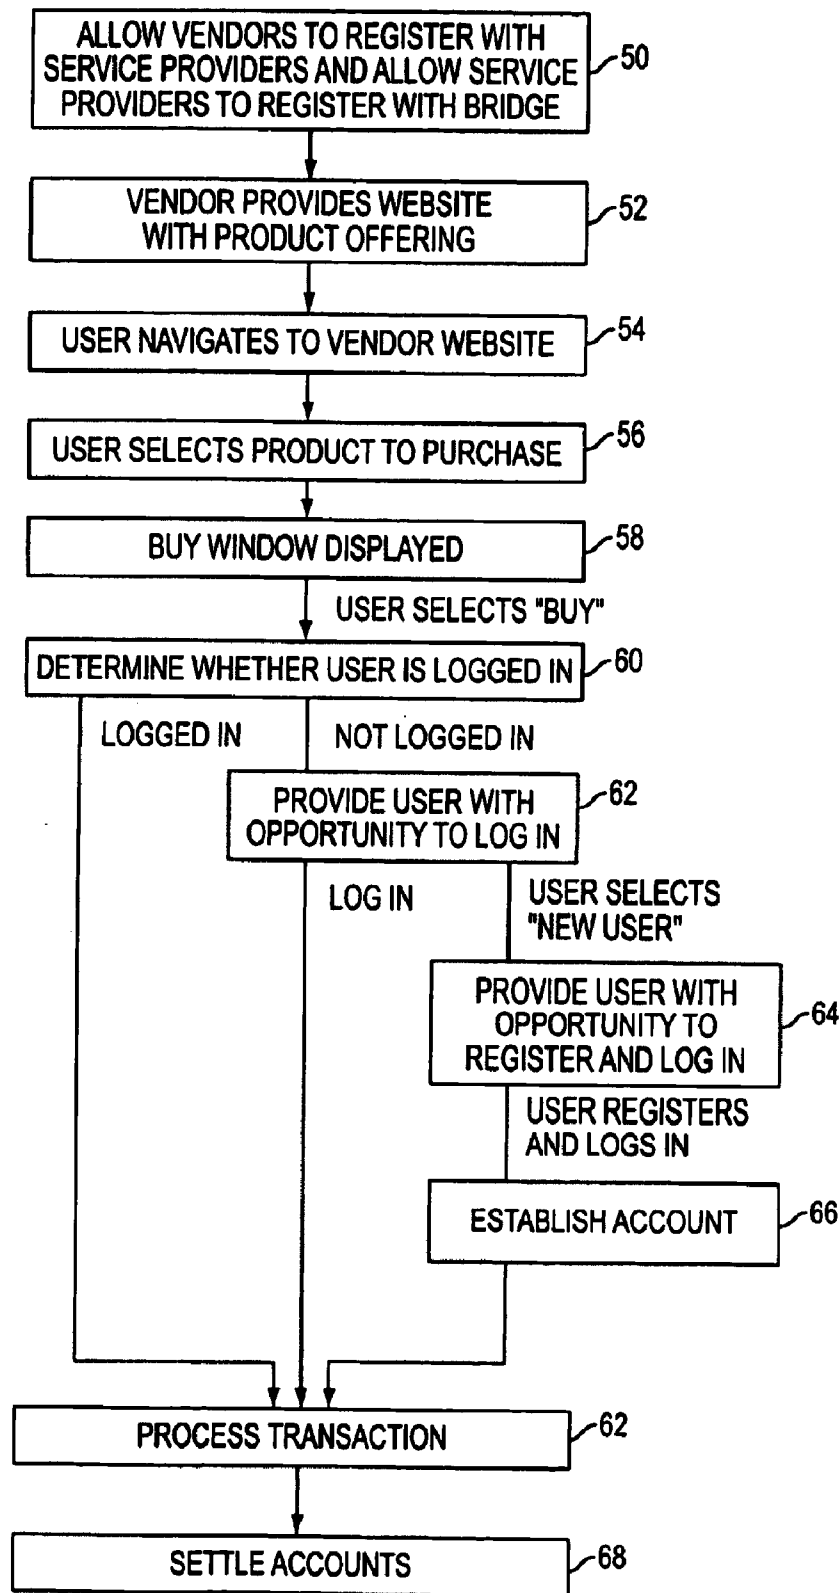 ALLOW VENDORS TO REGISTER WITH
SERVICE PROVIDERS AND ALLOW SERVICE
PROVIDERS TO REGISTER WITH BRIDGE
50
VENDOR PROVIDES WEBSITE
WITH PRODUCT OFFERING
52
USER NAVIGATES TO VENDOR WEBSITE
54
USER SELECTS PRODUCT TO PURCHASE
56
BUY WINDOW DISPLAYED
58
USER SELECTS "BUY"
DETERMINE WHETHER USER IS LOGGED IN
60
LOGGED IN
NOT LOGGED IN
PROVIDE USER WITH
OPPORTUNITY TO LOG IN
62
LOG IN
USER SELECTS
"NEW USER"
PROVIDE USER WITH
OPPORTUNITY TO
REGISTER AND LOG IN
64
USER REGISTERS
AND LOGS IN
ESTABLISH ACCOUNT
66
PROCESS TRANSACTION
62
SETTLE ACCOUNTS
68